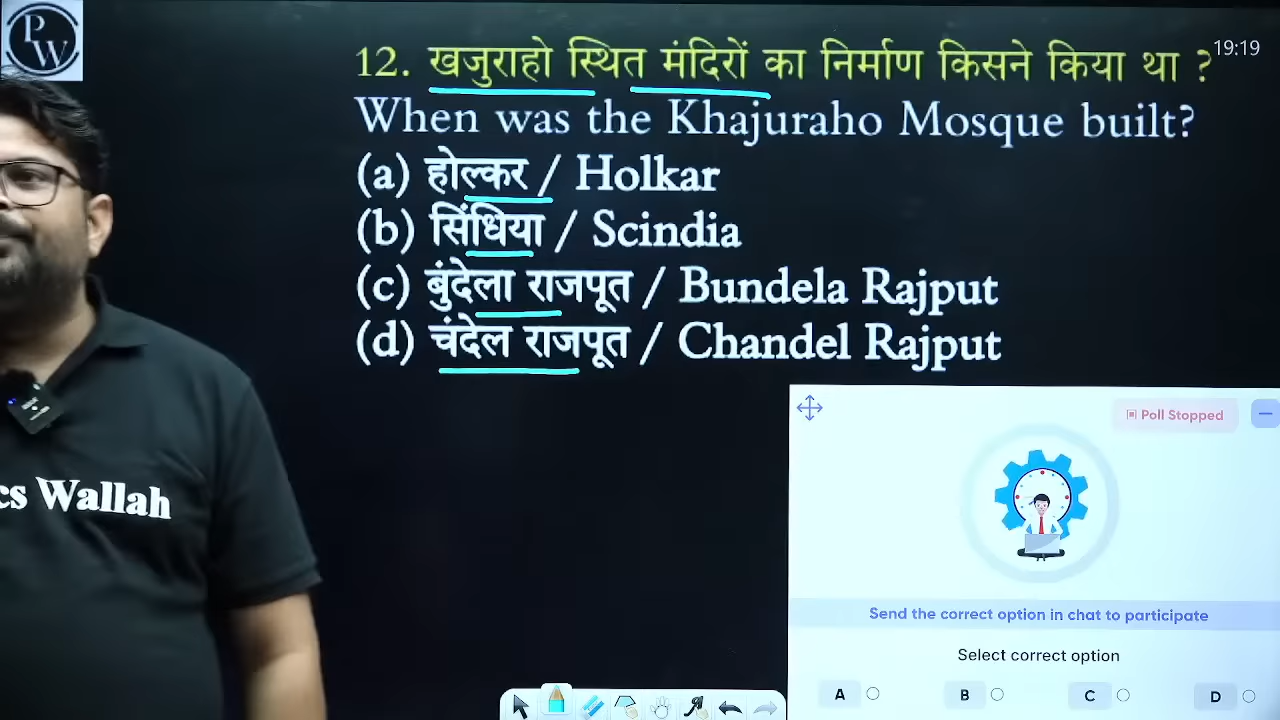 PW
19:19
12. खजुराहो स्थित मंदिरों का निर्माण किसने किया था ?
When was the Khajuraho Mosque built?
(a) होल्कर / Holkar
(b) सिंधिया / Scindia
(c) बुंदेला राजपूत / Bundela Rajput
(d) चंदेल राजपूत / Chandel Rajput
cs Wallah
Poll Stopped
Send the correct option in chat to participate
Select correct option
A B C D